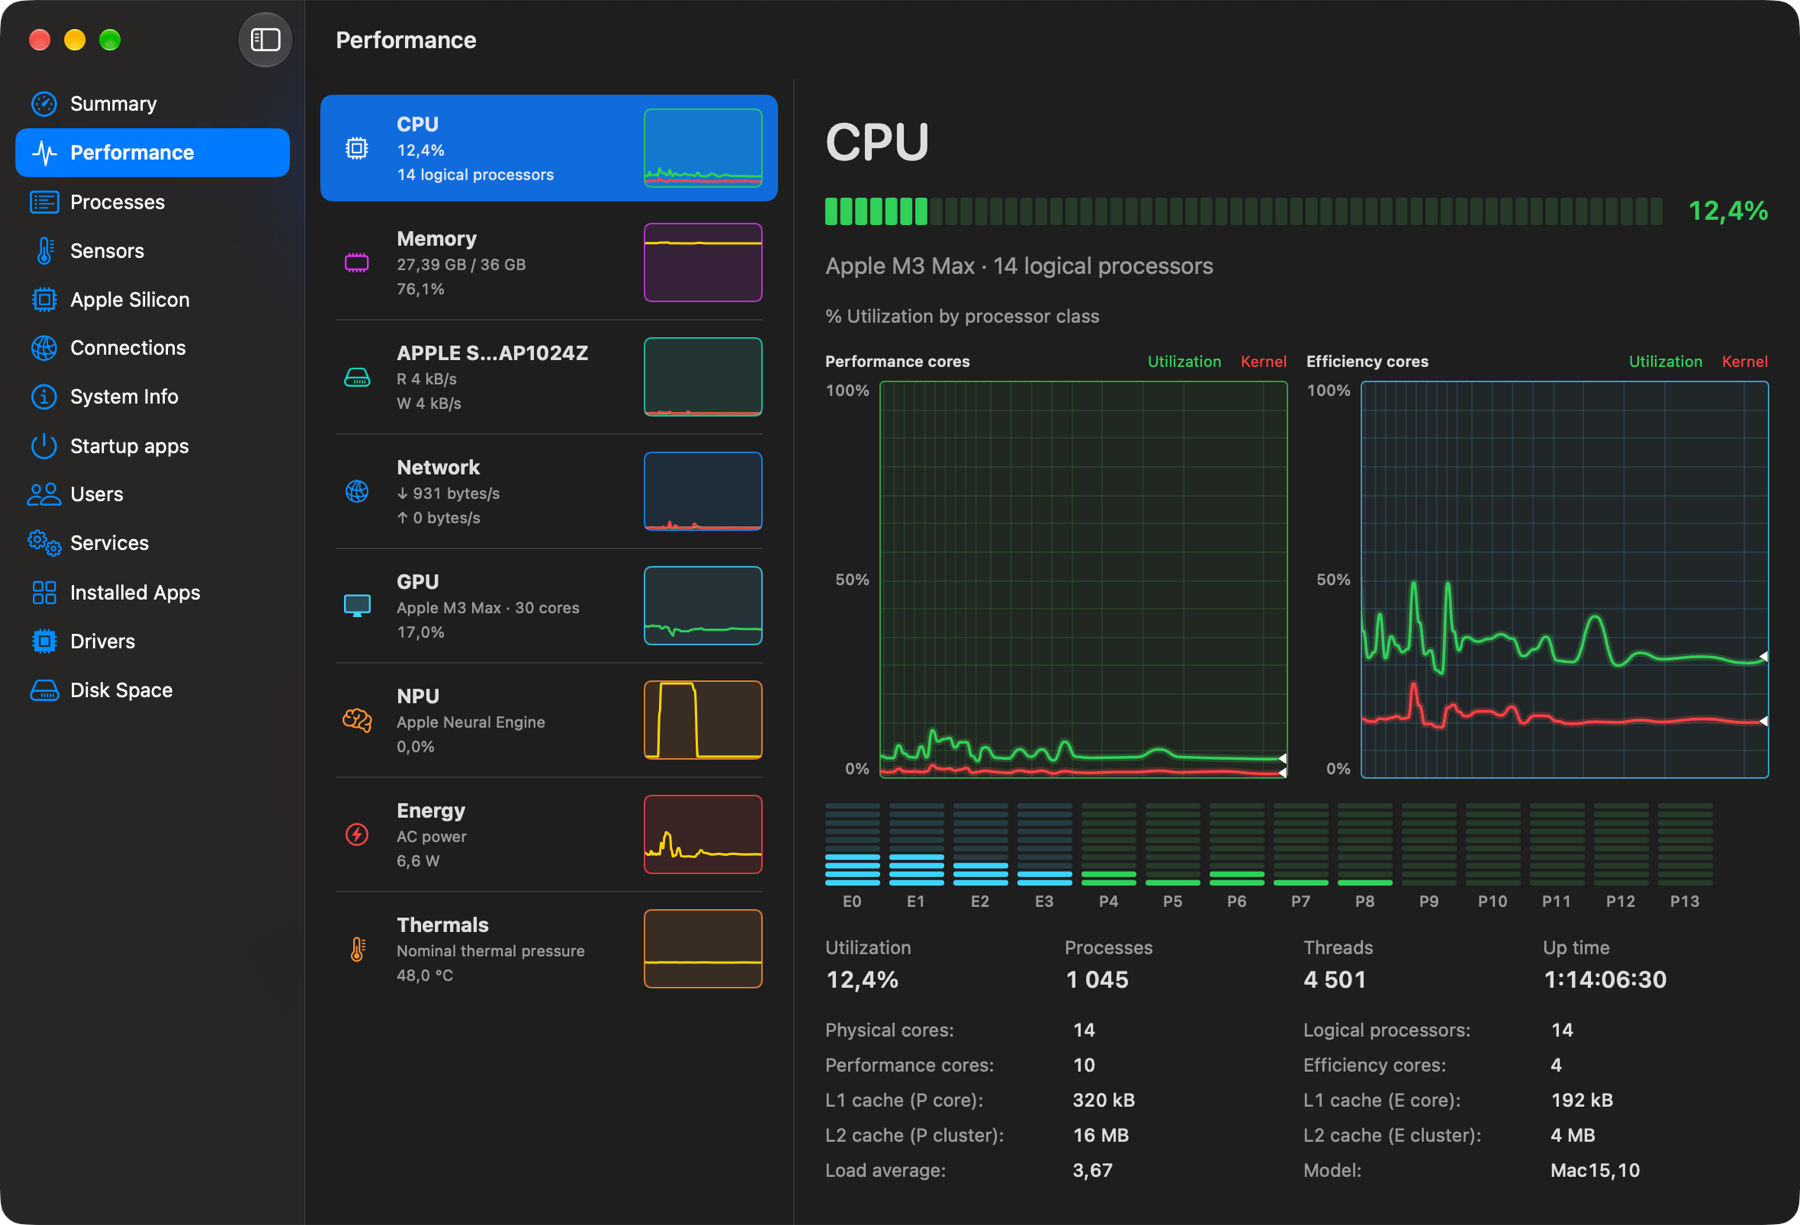 Performance
Summary
Performance
Processes
Sensors
Apple Silicon
Connections
System Info
Startup apps
Users
Services
Installed Apps
Drivers
Disk Space
CPU
12,4%
14 logical processors
Memory
27,39 GB / 36 GB
76,1%
APPLE S...AP1024Z
R 4 kB/s
W 4 kB/s
Network
↓ 931 bytes/s
↑ 0 bytes/s
GPU
Apple M3 Max · 30 cores
17,0%
NPU
Apple Neural Engine
0,0%
Energy
AC power
6,6 W
Thermals
Nominal thermal pressure
48,0 °C
CPU
12,4%
Apple M3 Max · 14 logical processors
% Utilization by processor class
Performance cores Utilization Kernel
100%
50%
0%
Efficiency cores Utilization Kernel
100%
50%
0%
E0 E1 E2 E3 P4 P5 P6 P7 P8 P9 P10 P11 P12 P13
Utilization Processes Threads Up time
12,4% 1 045 4 501 1:14:06:30
Physical cores: 14 Logical processors: 14
Performance cores: 10 Efficiency cores: 4
L1 cache (P core): 320 kB L1 cache (E core): 192 kB
L2 cache (P cluster): 16 MB L2 cache (E cluster): 4 MB
Load average: 3,67 Model: Mac15,10